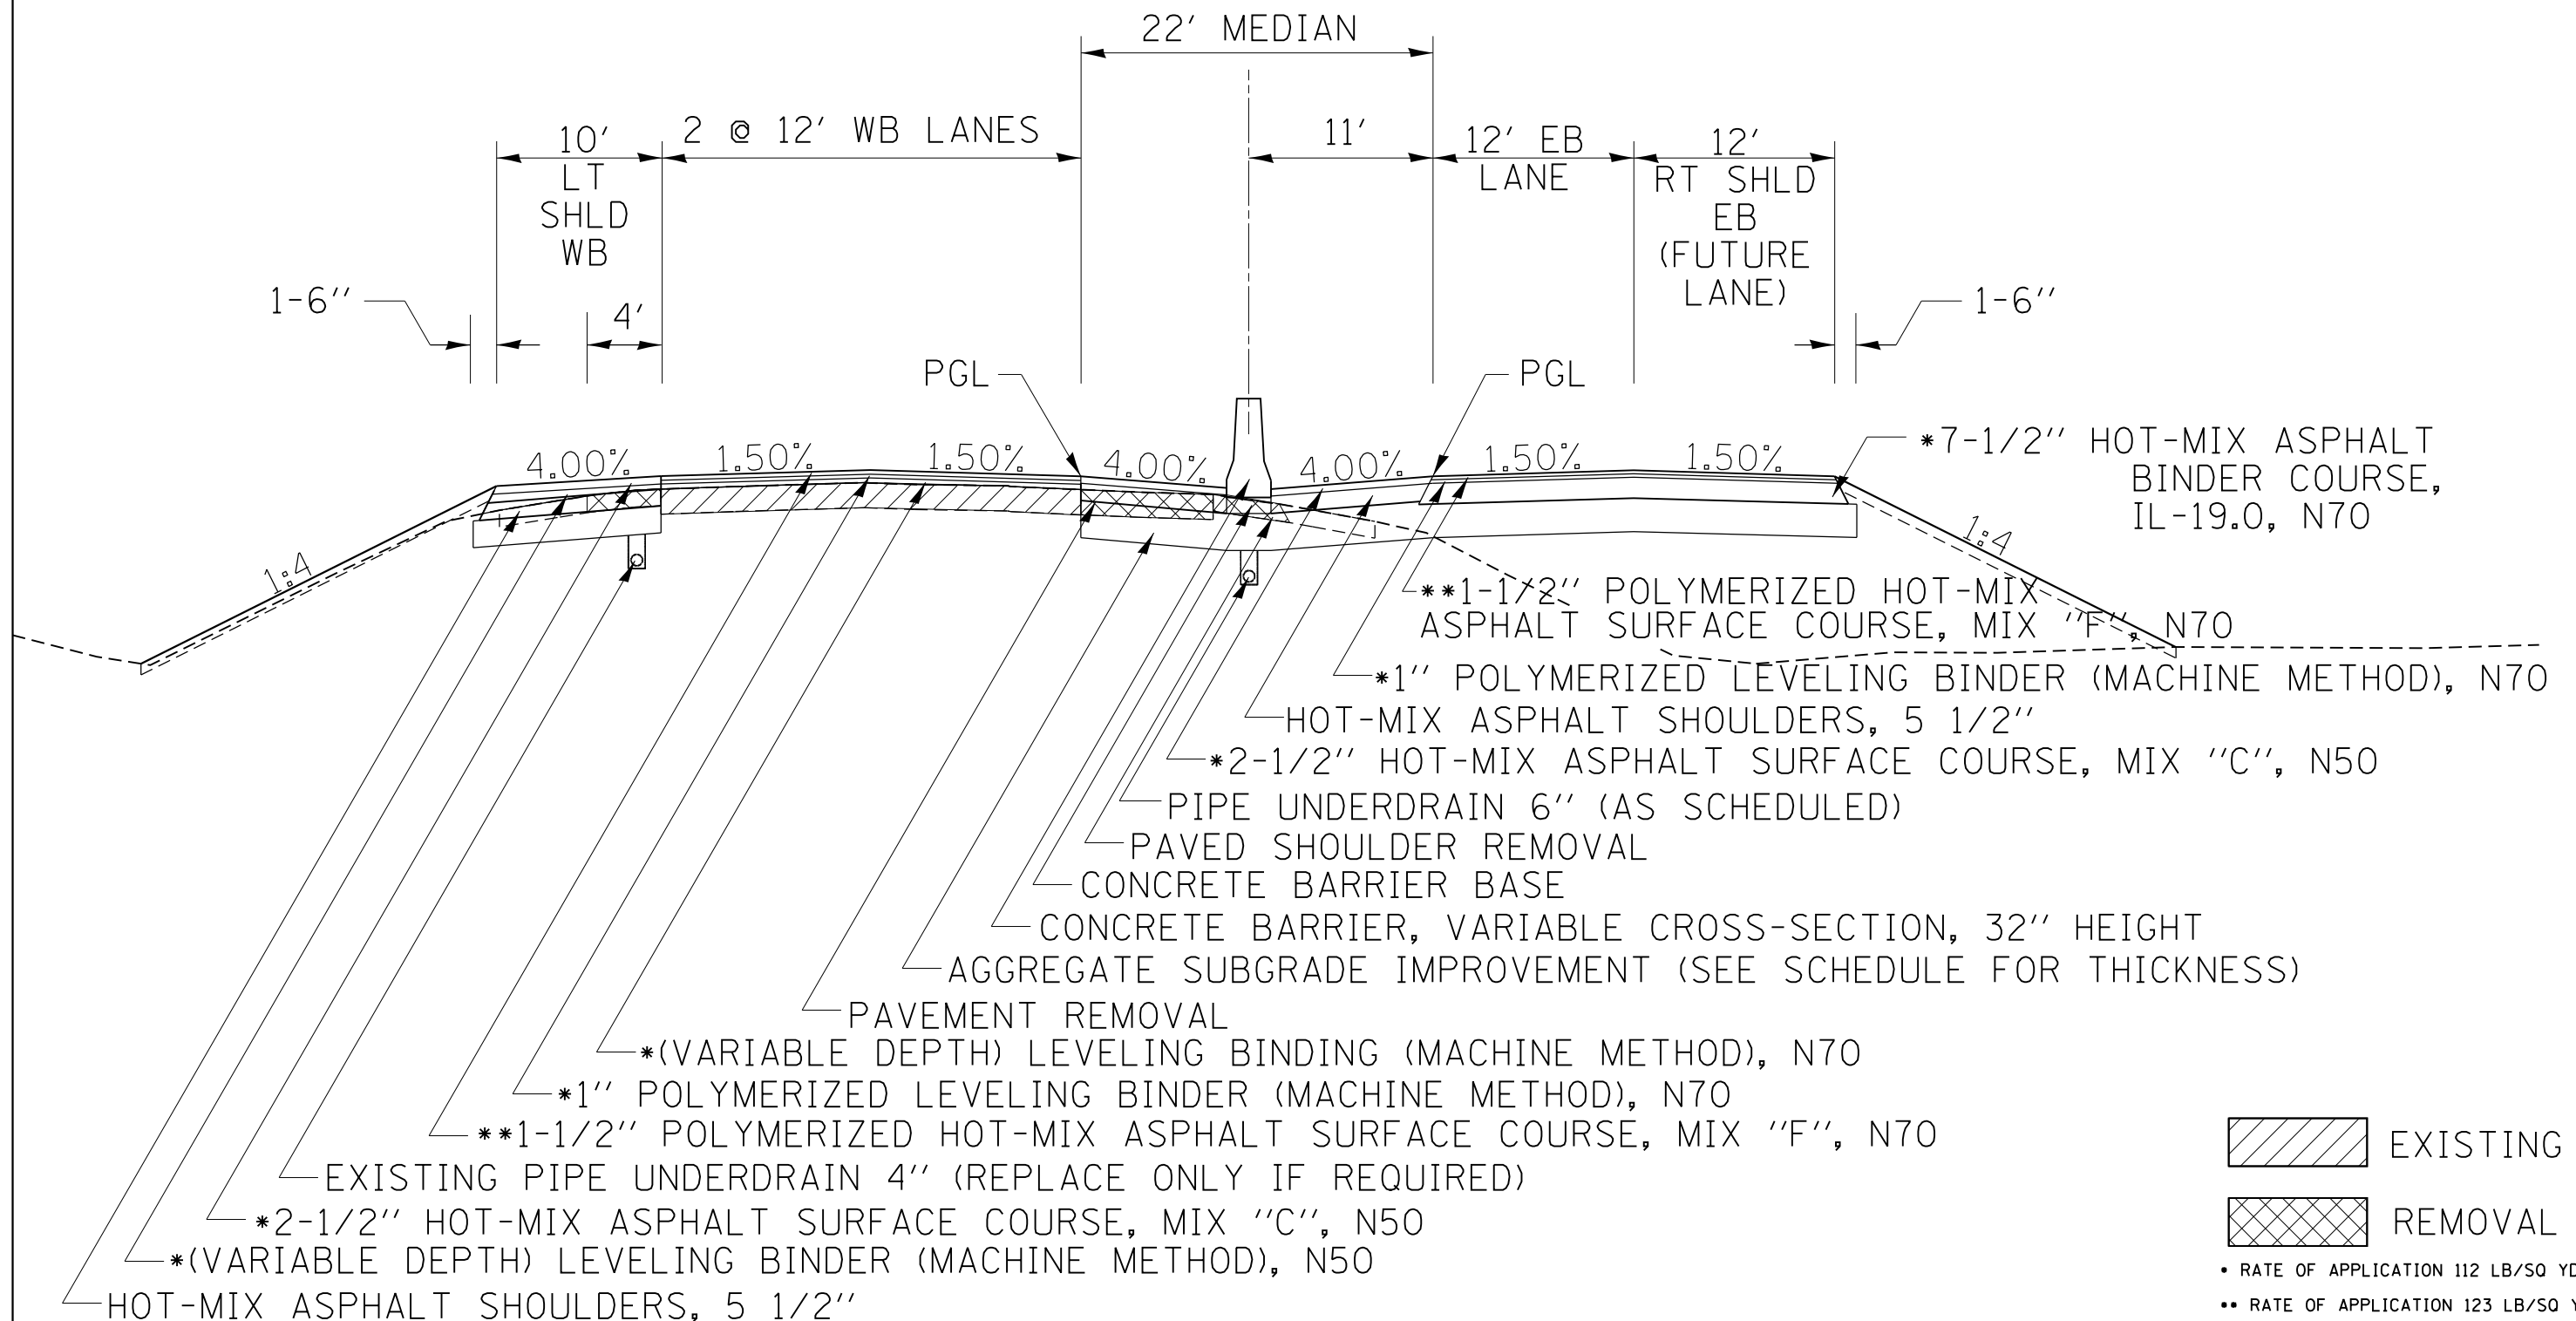 22' MEDIAN
10'
LT
SHLD
WB
2 @ 12' WB LANES
11'
12' EB
LANE
12'
RT SHLD
EB
(FUTURE
LANE)
1-6"
4'
1-6"
PGL
PGL
4.00%
1.50%
1.50%
4.00%
4.00%
1.50%
1.50%
1:4
1:4
*7-1/2" HOT-MIX ASPHALT
BINDER COURSE,
IL-19.0, N70
**1-1/2" POLYMERIZED HOT-MIX
ASPHALT SURFACE COURSE, MIX "F", N70
*1" POLYMERIZED LEVELING BINDER (MACHINE METHOD), N70
HOT-MIX ASPHALT SHOULDERS, 5 1/2"
*2-1/2" HOT-MIX ASPHALT SURFACE COURSE, MIX "C", N50
PIPE UNDERDRAIN 6" (AS SCHEDULED)
PAVED SHOULDER REMOVAL
CONCRETE BARRIER BASE
CONCRETE BARRIER, VARIABLE CROSS-SECTION, 32" HEIGHT
AGGREGATE SUBGRADE IMPROVEMENT (SEE SCHEDULE FOR THICKNESS)
PAVEMENT REMOVAL
*(VARIABLE DEPTH) LEVELING BINDING (MACHINE METHOD), N70
*1" POLYMERIZED LEVELING BINDER (MACHINE METHOD), N70
**1-1/2" POLYMERIZED HOT-MIX ASPHALT SURFACE COURSE, MIX "F", N70
EXISTING PIPE UNDERDRAIN 4" (REPLACE ONLY IF REQUIRED)
*2-1/2" HOT-MIX ASPHALT SURFACE COURSE, MIX "C", N50
*(VARIABLE DEPTH) LEVELING BINDER (MACHINE METHOD), N50
HOT-MIX ASPHALT SHOULDERS, 5 1/2"
EXISTING
REMOVAL
* RATE OF APPLICATION 112 LB/SQ YD
** RATE OF APPLICATION 123 LB/SQ